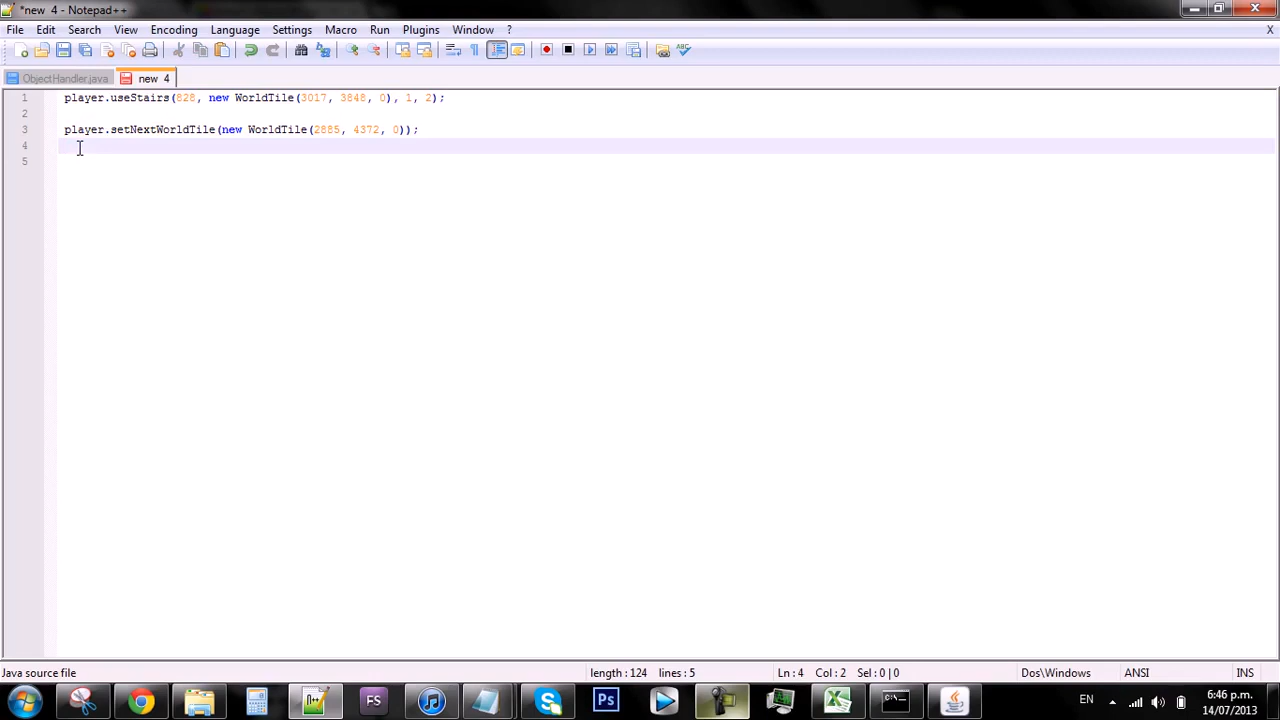 *new 4 - Notepad++
File Edit Search View Encoding Language Settings Macro Run Plugins Window ? X
ObjectHandler.java new 4
1 player.useStairs(828, new WorldTile(3017, 3848, 0), 1, 2);
2
3 player.setNextWorldTile(new WorldTile(2885, 4372, 0));
4
5
Java source file length : 124 lines : 5 Ln : 4 Col : 2 Sel : 0 | 0 Dos\Windows ANSI INS
FS Ps EN 6:46 p.m.
14/07/2013